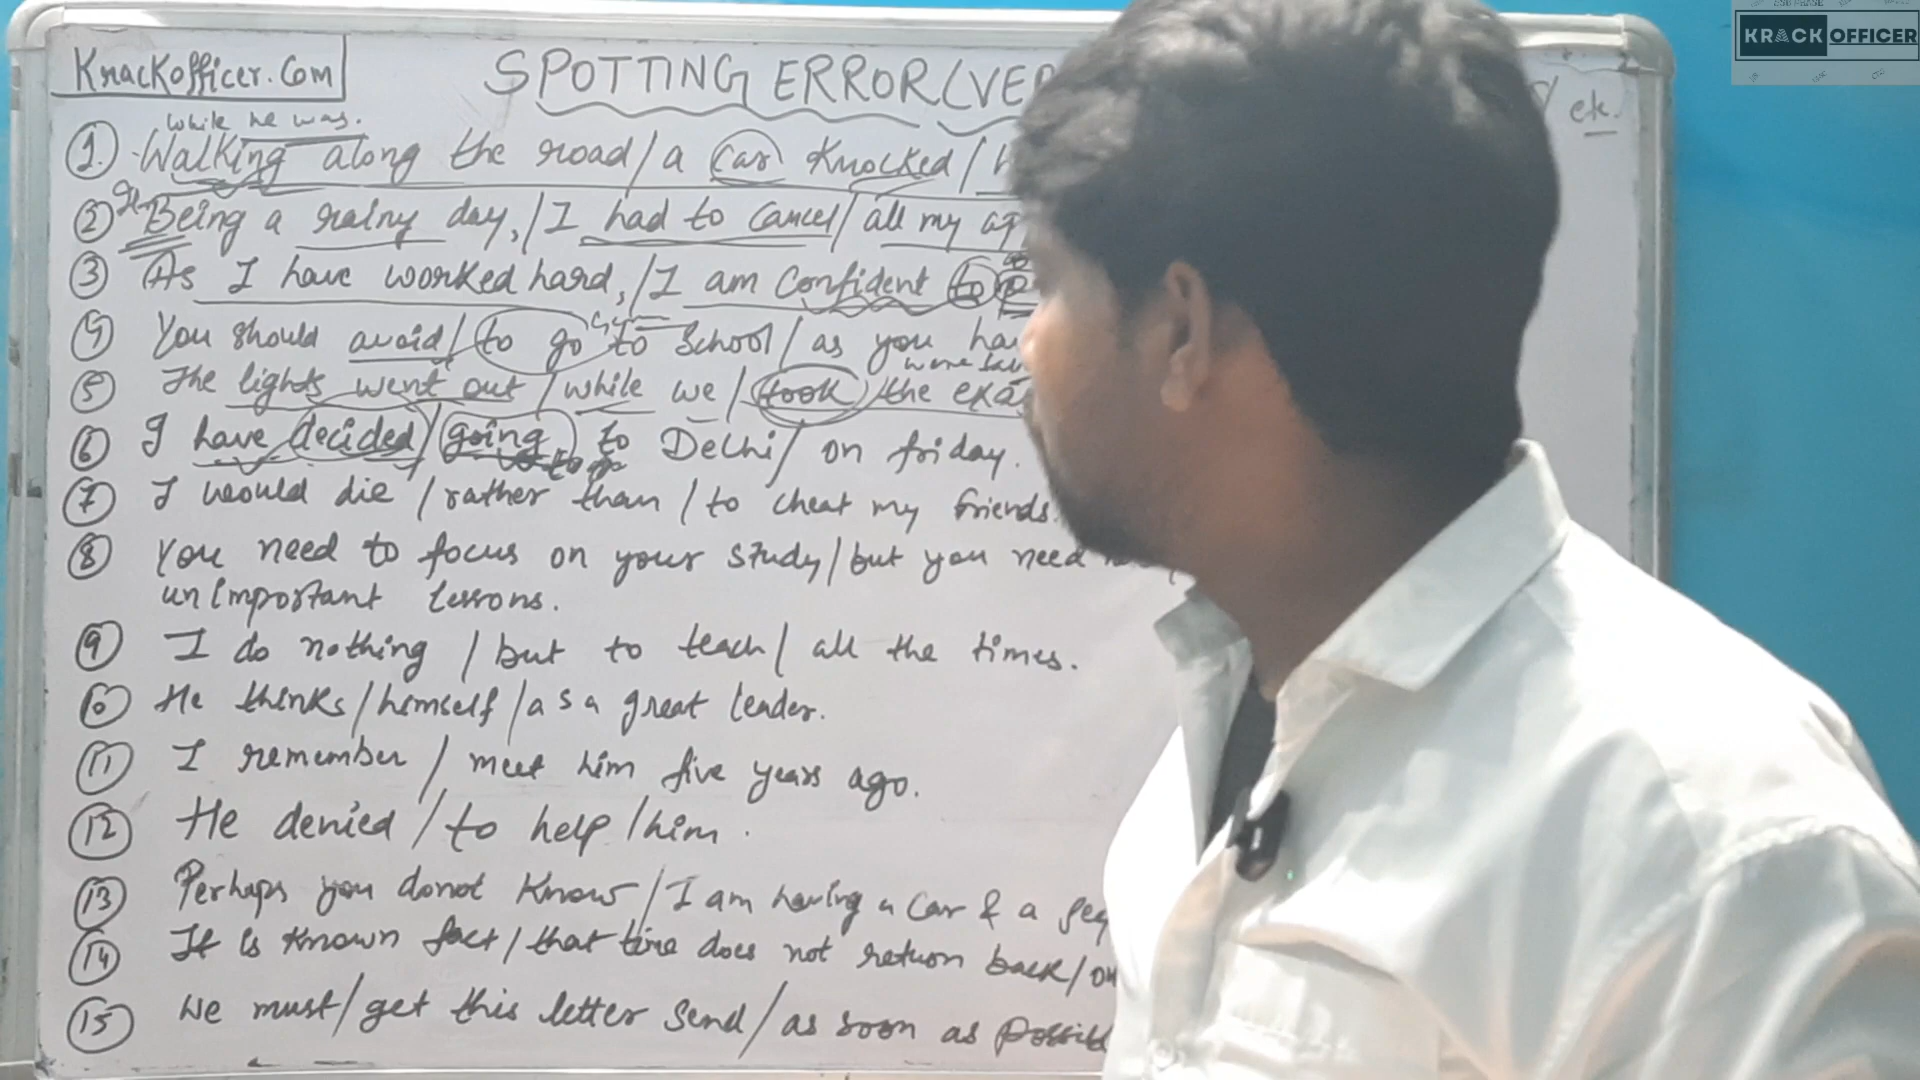 KRACKOFFICER
Krackofficer.Com
SPOTTING ERROR (VER
ek.
while he was.
1. Walking along the road / a car knocked / h
2 Being a rainy day, / I had to cancel / all my ap
3 As I have worked hard, / I am confident to
4 You should avoid / to go to school / as you ha
5 The lights went out / while we / took / the exa
6 I have decided / going to Delhi / on friday.
to go
7 I would die / rather than / to cheat my friends.
8 You need to focus on your study / but you need
unimportant lessons.
9 I do nothing / but to teach / all the times.
10 He thinks / himself / as a great leader.
11 I remember / meet him five years ago.
12 He denied / to help / him.
13 Perhaps you donot know / I am having a car & a
14 It is known fact / that time does not return back / ou
15 We must / get this letter send / as soon as possibl